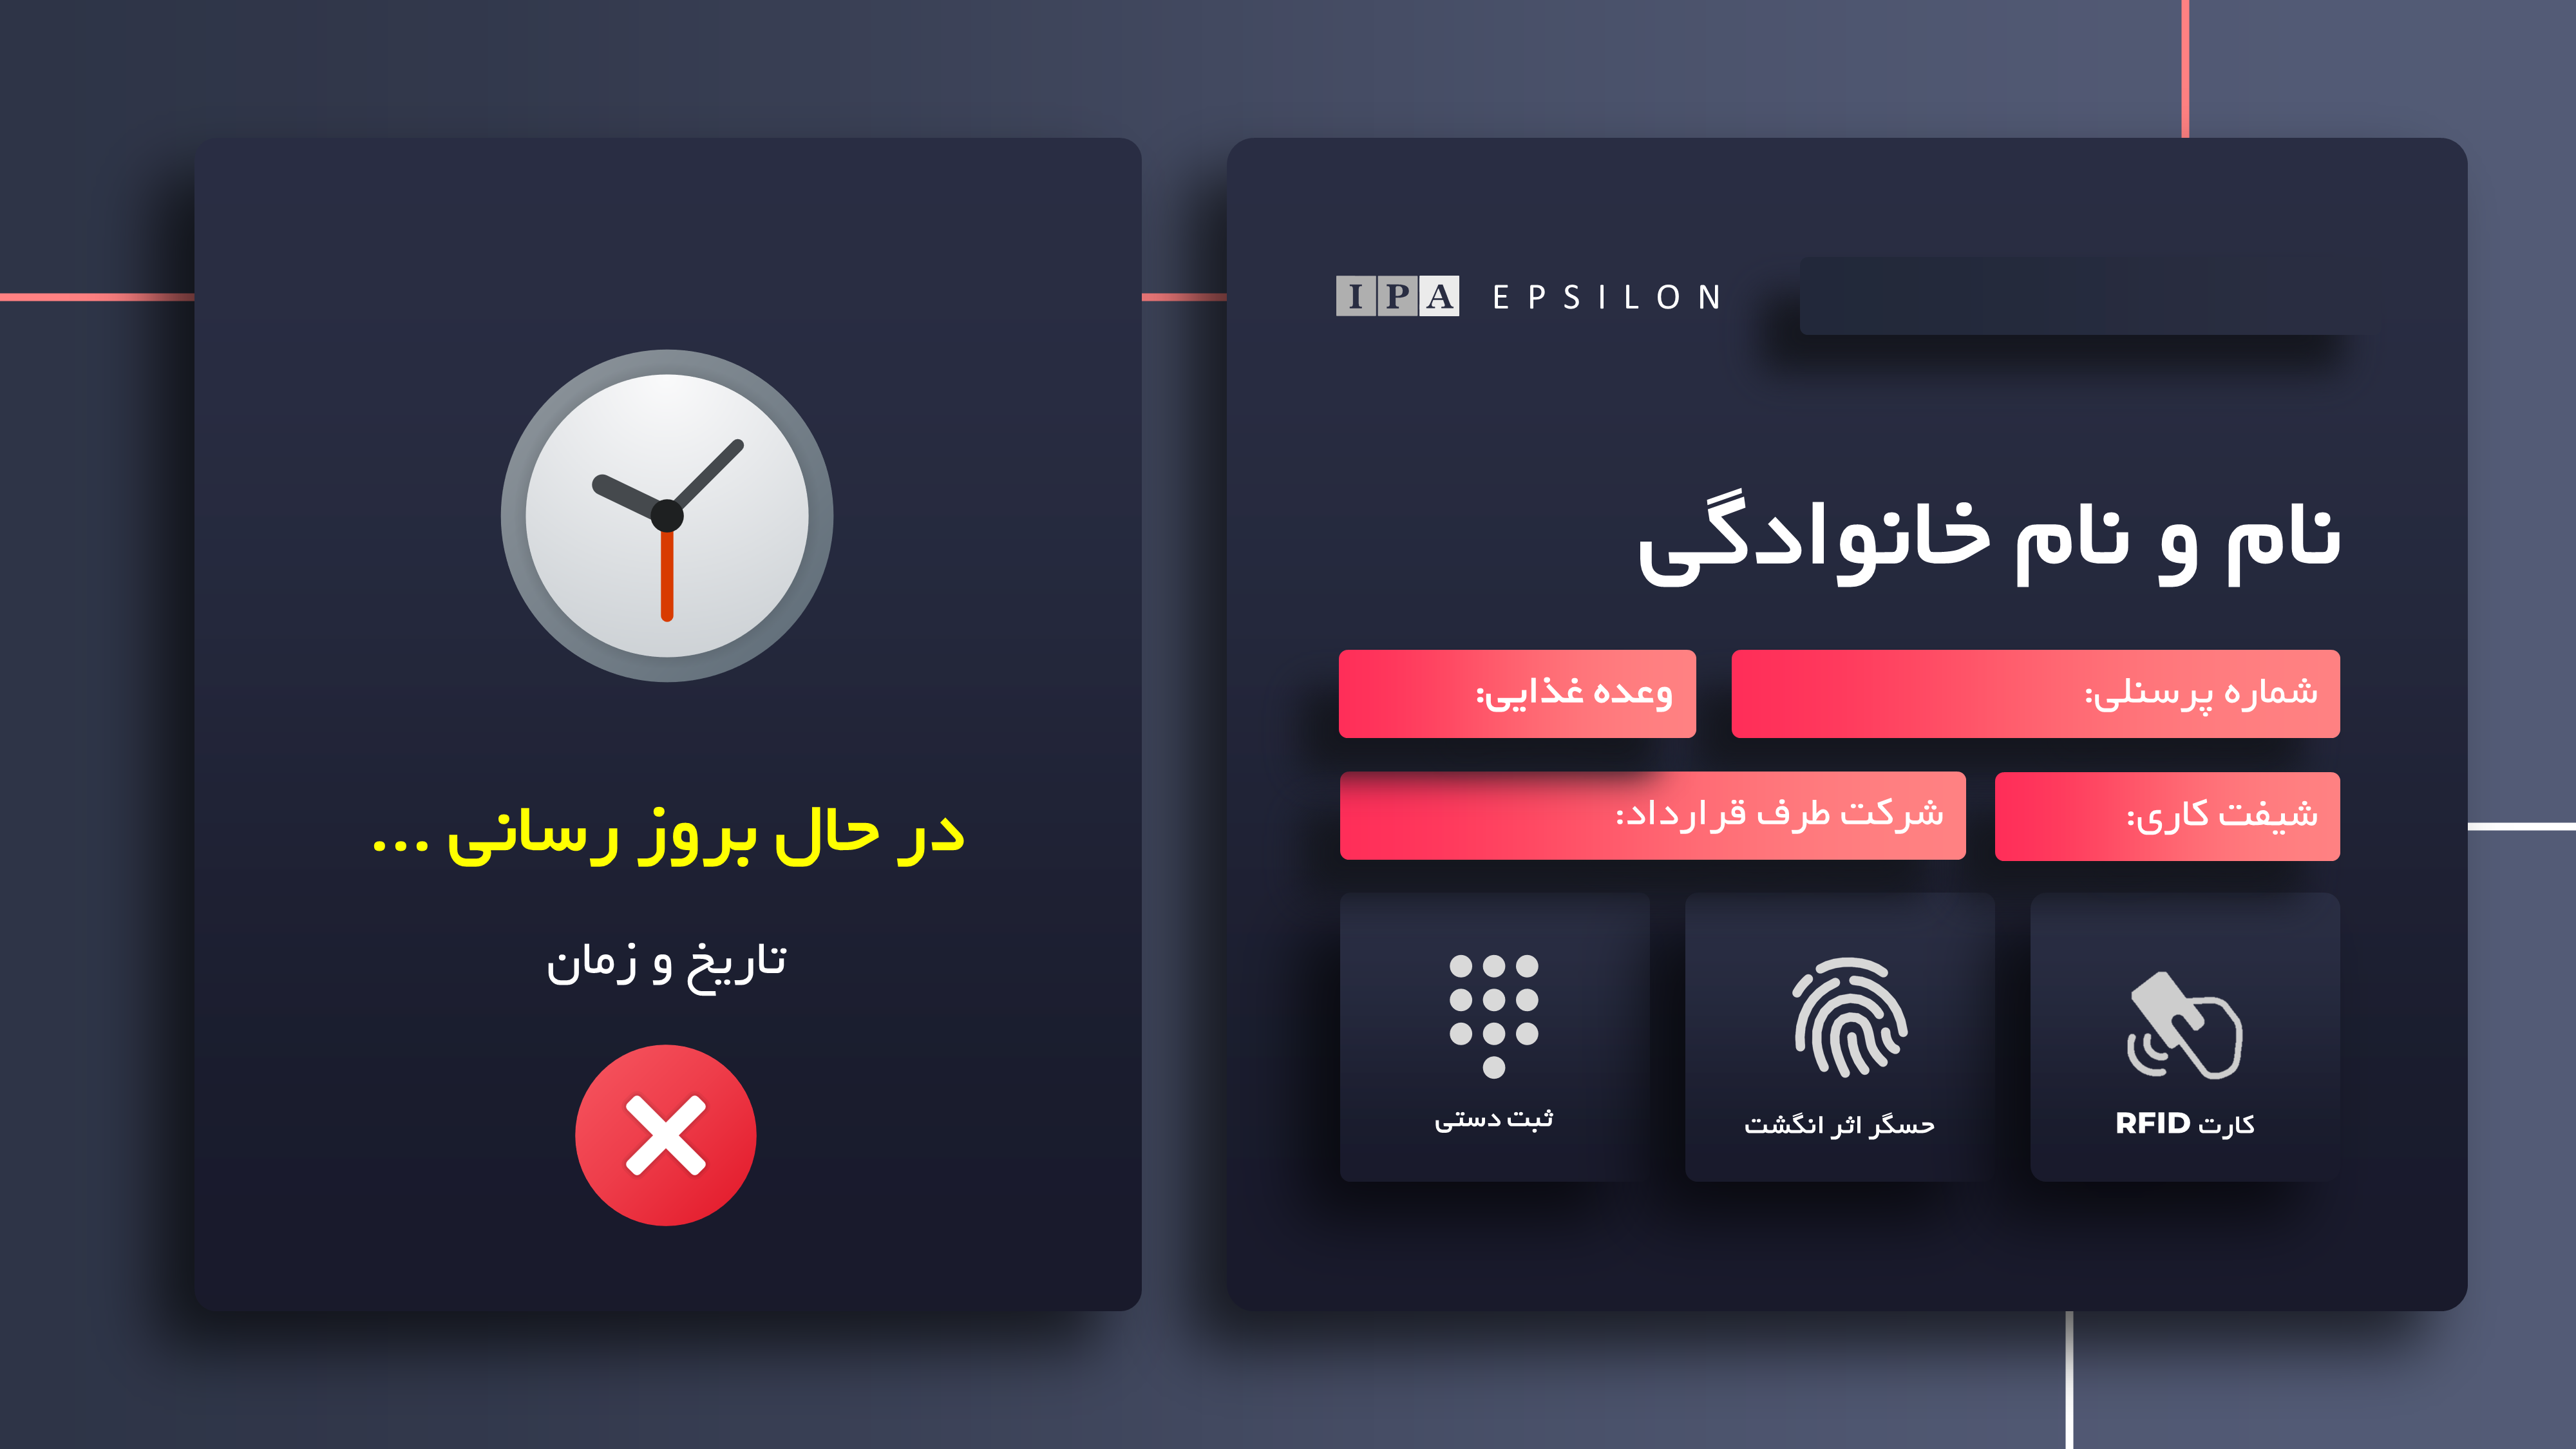 IPA EPSILON
نام و نام خانوادگی
شماره پرسنلی:
وعده غذایی:
شیفت کاری:
شرکت طرف قرارداد:
کارت RFID
حسگر اثر انگشت
ثبت دستی
در حال بروز رسانی ...
تاریخ و زمان